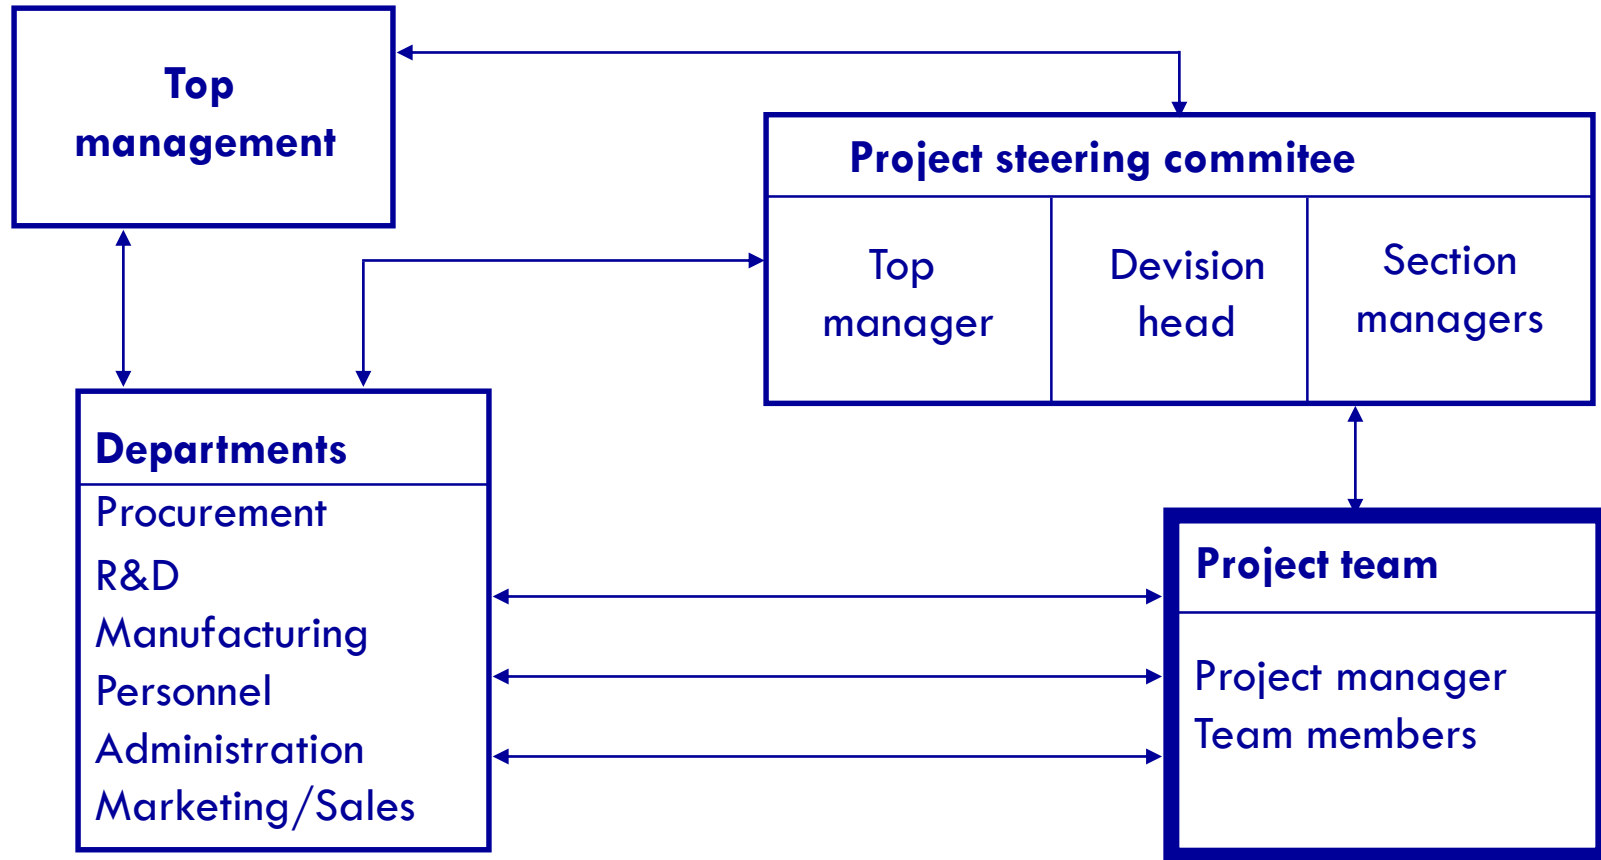 Top
management
Project steering commitee
Top
manager
Devision
head
Section
managers
Departments
Procurement
R&D
Manufacturing
Personnel
Administration
Marketing/Sales
Project team
Project manager
Team members